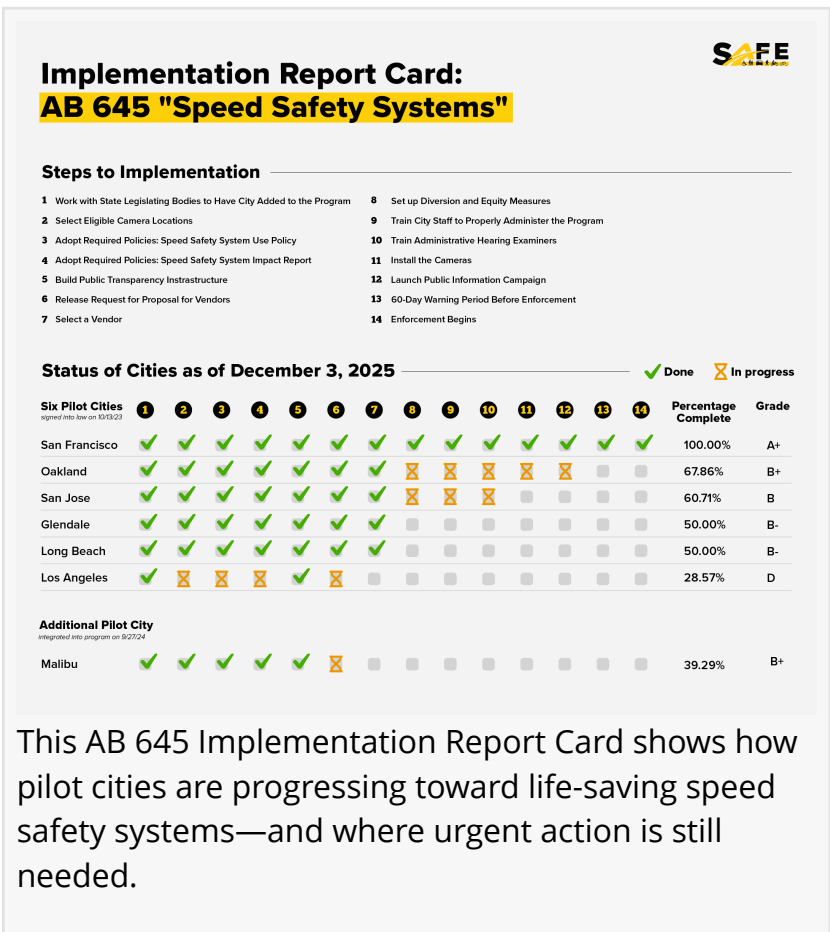 SAFE
Implementation Report Card:
AB 645 "Speed Safety Systems"
Steps to Implementation
1 Work with State Legislating Bodies to Have City Added to the Program
2 Select Eligible Camera Locations
3 Adopt Required Policies: Speed Safety System Use Policy
4 Adopt Required Policies: Speed Safety System Impact Report
5 Build Public Transparency Instrastructure
6 Release Request for Proposal for Vendors
7 Select a Vendor
8 Set up Diversion and Equity Measures
9 Train City Staff to Properly Administer the Program
10 Train Administrative Hearing Examiners
11 Install the Cameras
12 Launch Public Information Campaign
13 60-Day Warning Period Before Enforcement
14 Enforcement Begins
Status of Cities as of December 3, 2025
Done
In progress
Six Pilot Cities
signed into law on 10/13/23
1 2 3 4 5 6 7 8 9 10 11 12 13 14
Percentage
Complete
Grade
San Francisco 100.00% A+
Oakland 67.86% B+
San Jose 60.71% B
Glendale 50.00% B-
Long Beach 50.00% B-
Los Angeles 28.57% D
Additional Pilot City
integrated into program on 9/27/24
Malibu 39.29% B+
This AB 645 Implementation Report Card shows how
pilot cities are progressing toward life-saving speed
safety systems—and where urgent action is still
needed.